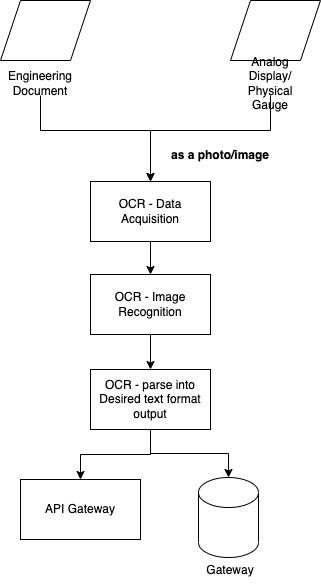 Engineering
Document
Analog
Display/
Physical
Gauge
as a photo/image
OCR - Data
Acquisition
OCR - Image
Recognition
OCR - parse into
Desired text format
output
API Gateway
Gateway